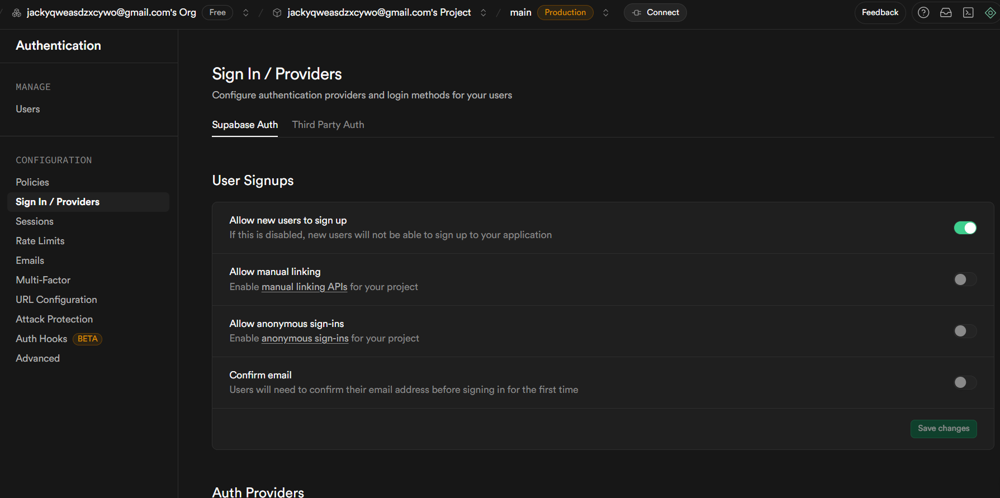 jackyqweasdzxcywo@gmail.com's Org Free / jackyqweasdzxcywo@gmail.com's Project / main Production Connect Feedback
Authentication
MANAGE
Users
CONFIGURATION
Policies
Sign In / Providers
Sessions
Rate Limits
Emails
Multi-Factor
URL Configuration
Attack Protection
Auth Hooks BETA
Advanced
Sign In / Providers
Configure authentication providers and login methods for your users
Supabase Auth Third Party Auth
User Signups
Allow new users to sign up
If this is disabled, new users will not be able to sign up to your application
Allow manual linking
Enable manual linking APIs for your project
Allow anonymous sign-ins
Enable anonymous sign-ins for your project
Confirm email
Users will need to confirm their email address before signing in for the first time
Save changes
Auth Providers